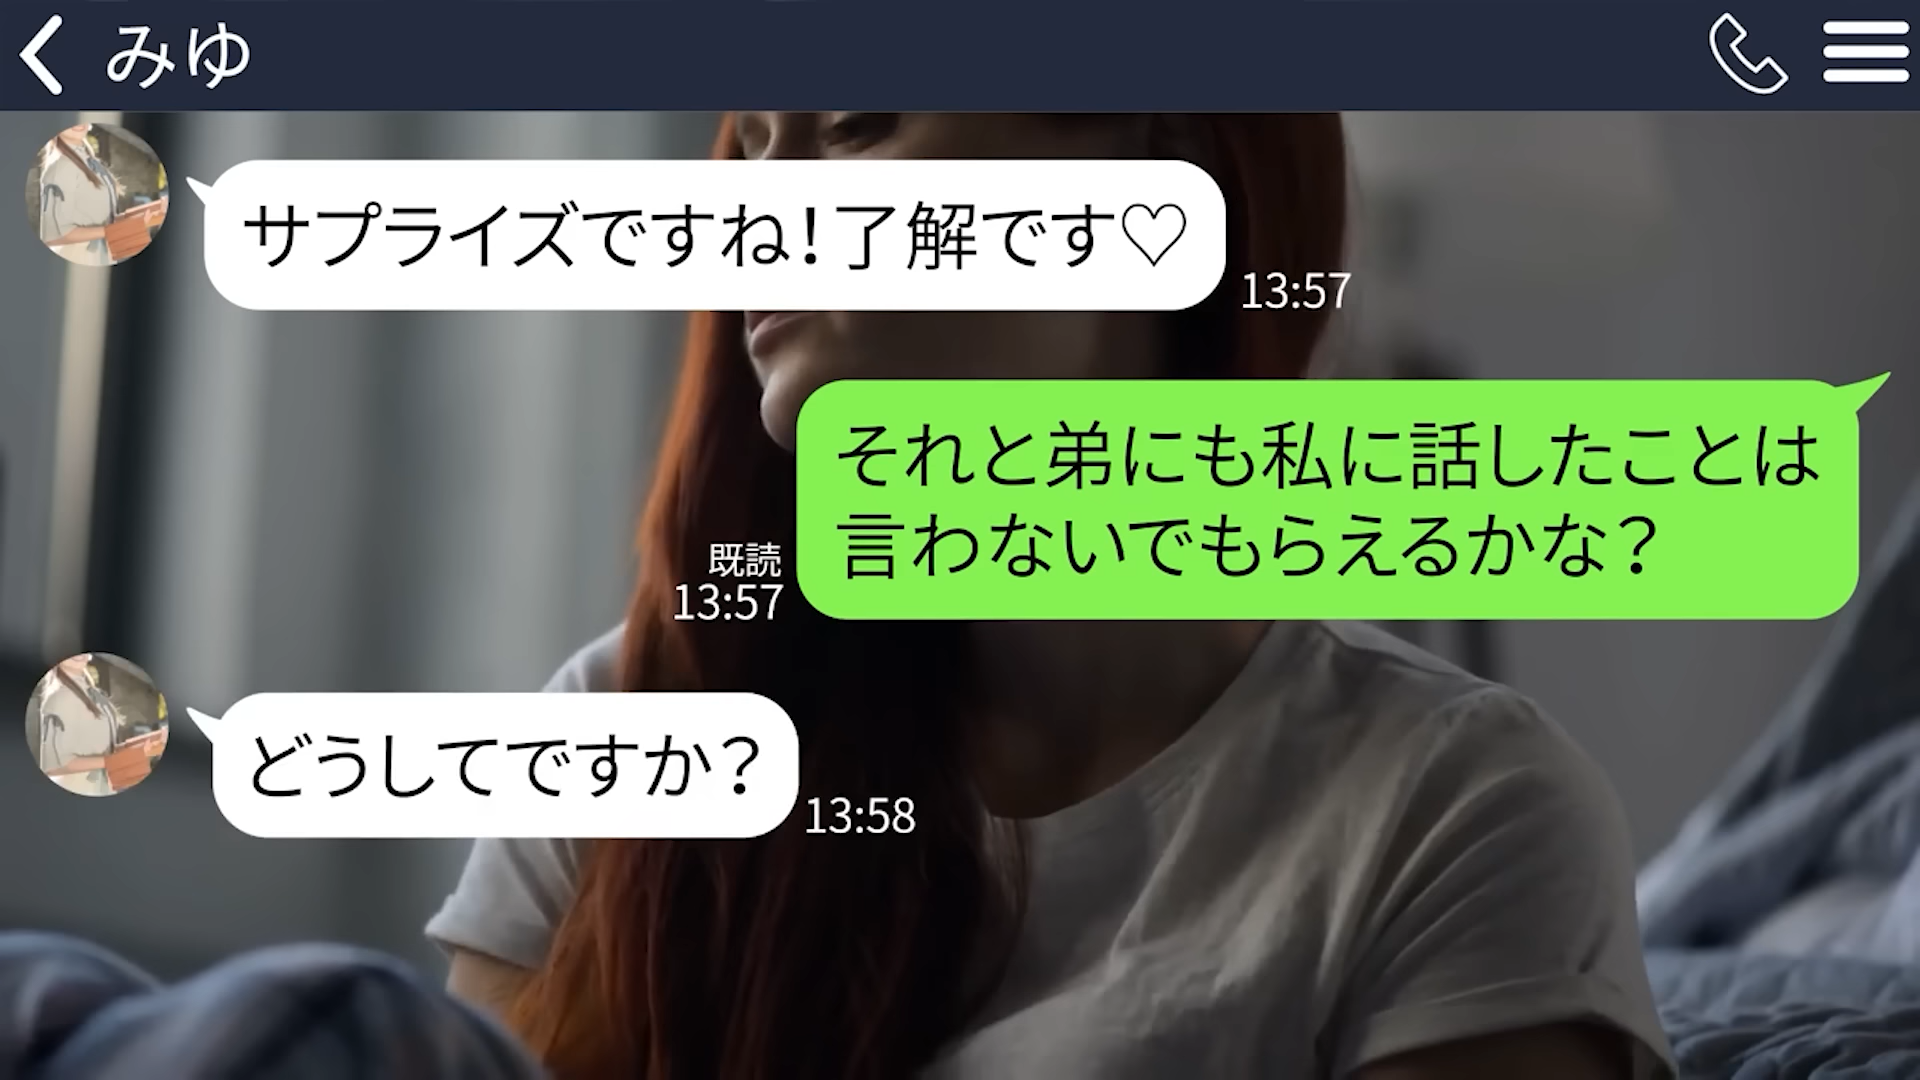 みゆ
サプライズですね！了解です♡
13:57
それと弟にも私に話したことは
言わないでもらえるかな？
既読
13:57
どうしてですか？
13:58